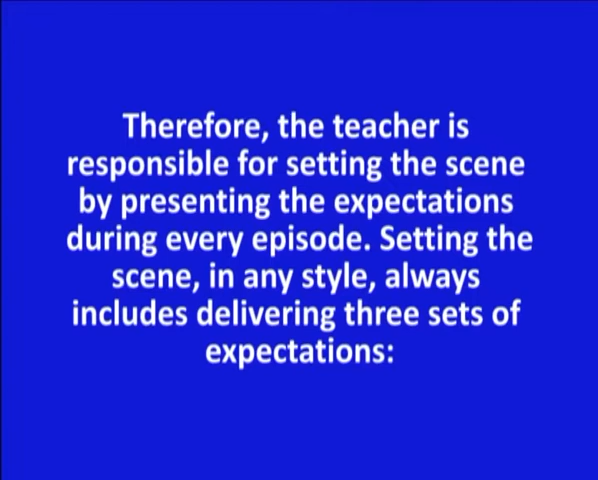 Therefore, the teacher is
responsible for setting the scene
by presenting the expectations
during every episode. Setting the
scene, in any style, always
includes delivering three sets of
expectations: